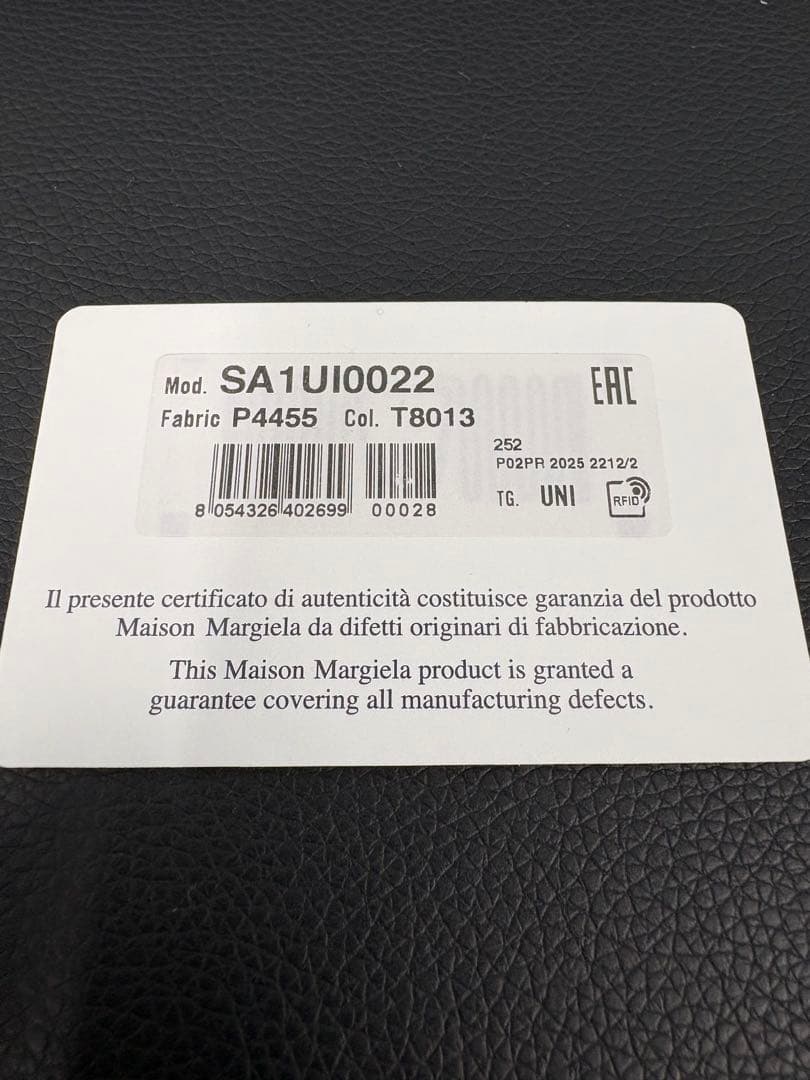 Mod. SA1UI0022
EAC
Fabric P4455 Col. T8013
252
P02PR 2025 2212/2
8 054326 402699 00028
TG. UNI
RFID
Il presente certificato di autenticità costituisce garanzia del prodotto
Maison Margiela da difetti originari di fabbricazione.
This Maison Margiela product is granted a
guarantee covering all manufacturing defects.